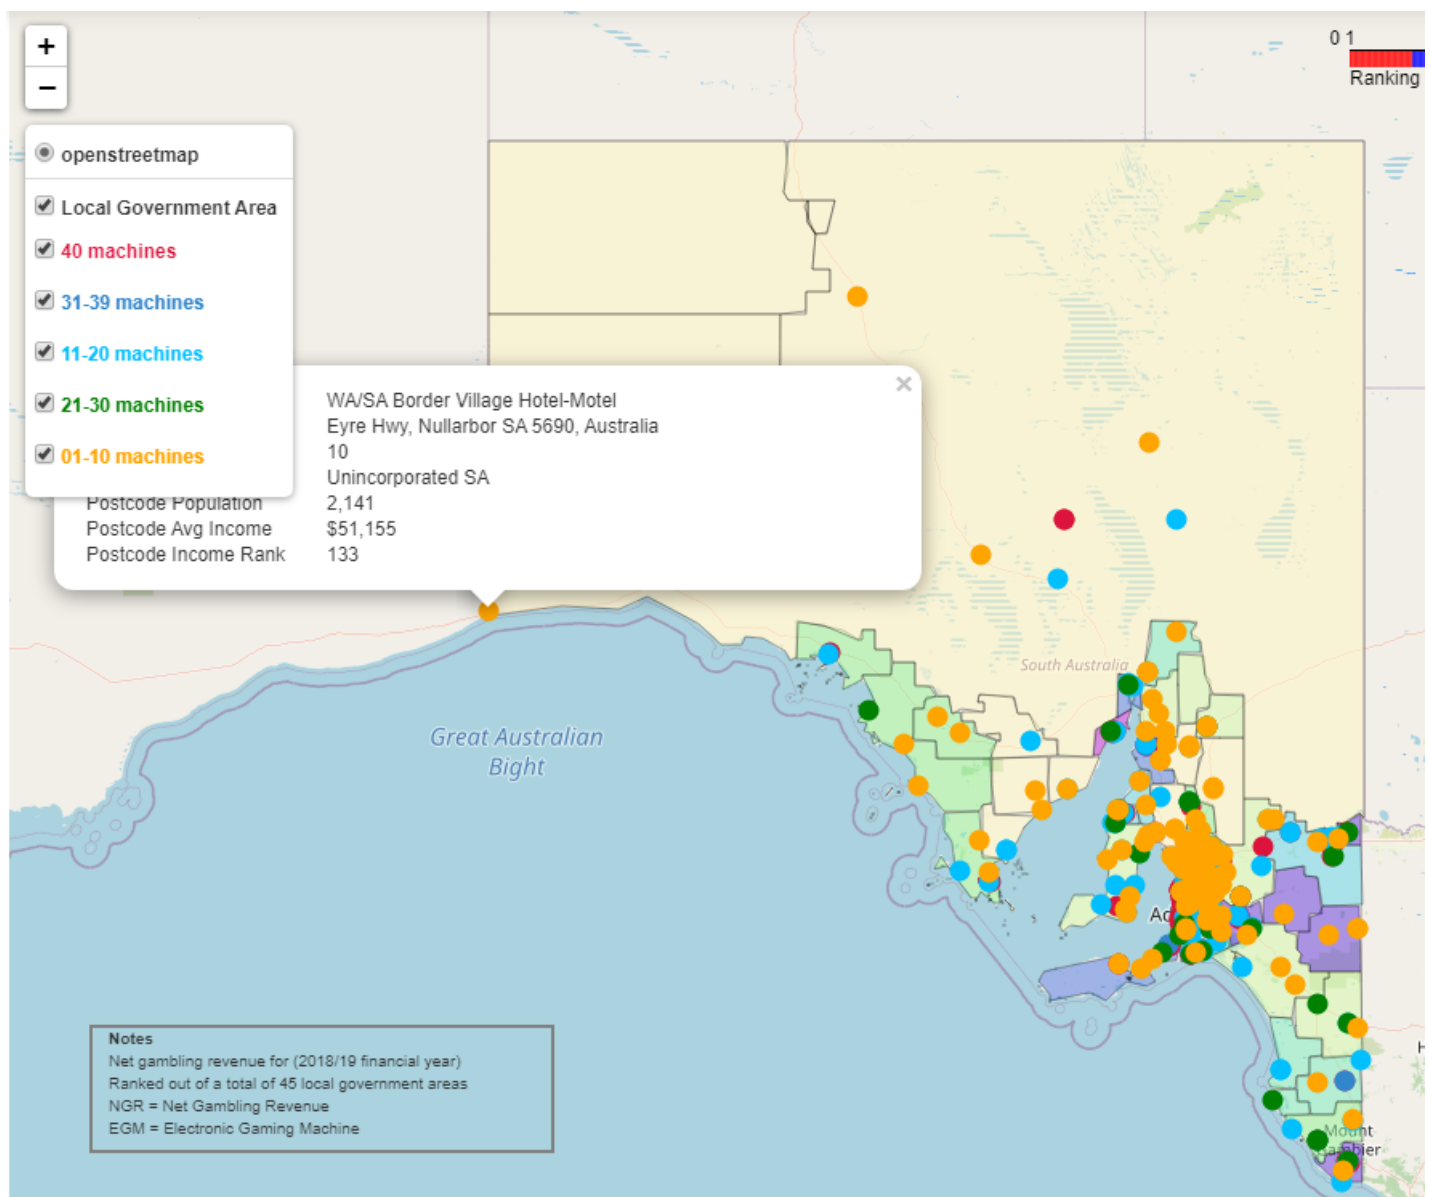 +
−
0 1
Ranking
openstreetmap
Local Government Area
40 machines
31-39 machines
11-20 machines
21-30 machines
01-10 machines
×
WA/SA Border Village Hotel-Motel
Eyre Hwy, Nullarbor SA 5690, Australia
10
Unincorporated SA
Postcode Population 2,141
Postcode Avg Income $51,155
Postcode Income Rank 133
South Australia
Great Australian
Bight
Notes
Net gambling revenue for (2018/19 financial year)
Ranked out of a total of 45 local government areas
NGR = Net Gambling Revenue
EGM = Electronic Gaming Machine